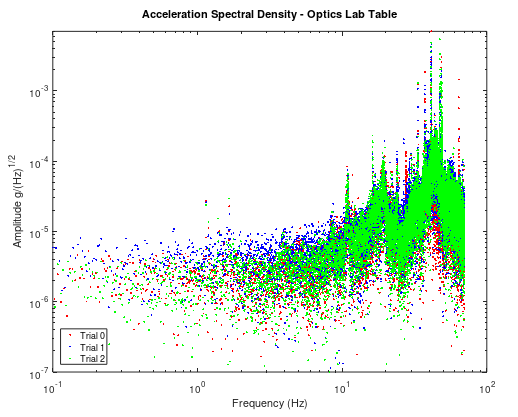 Acceleration Spectral Density - Optics Lab Table
Amplitude g/(Hz)^1/2
10^-3
10^-4
10^-5
10^-6
10^-7
Trial 0
Trial 1
Trial 2
10^-1
10^0
10^1
10^2
Frequency (Hz)